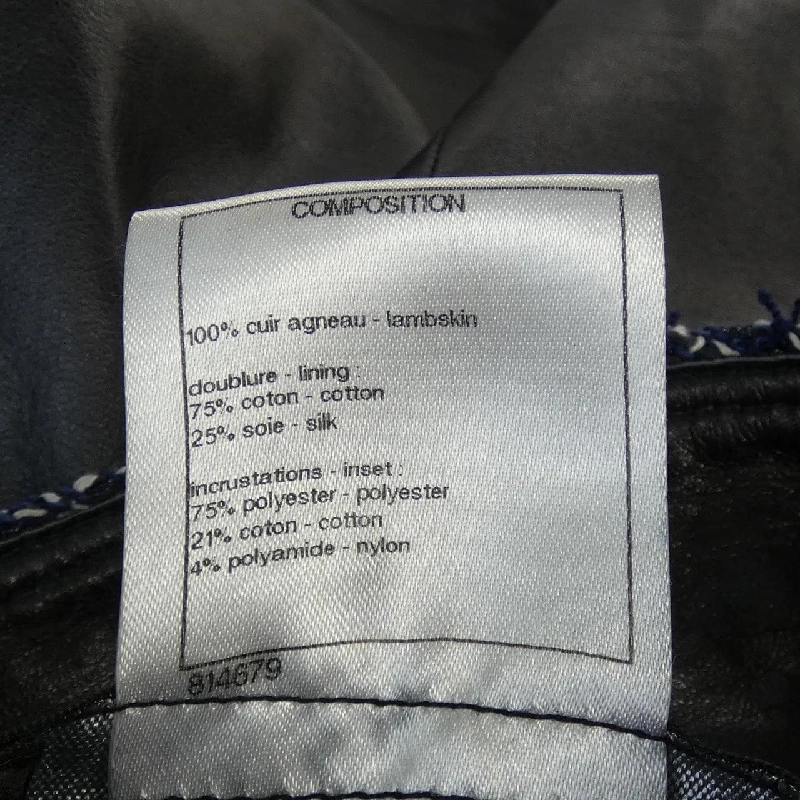 COMPOSITION
100% cuir agneau - lambskin
doublure - lining :
75% coton - cotton
25% soie - silk
incrustations - inset :
75% polyester - polyester
21% coton - cotton
4% polyamide - nylon
814679